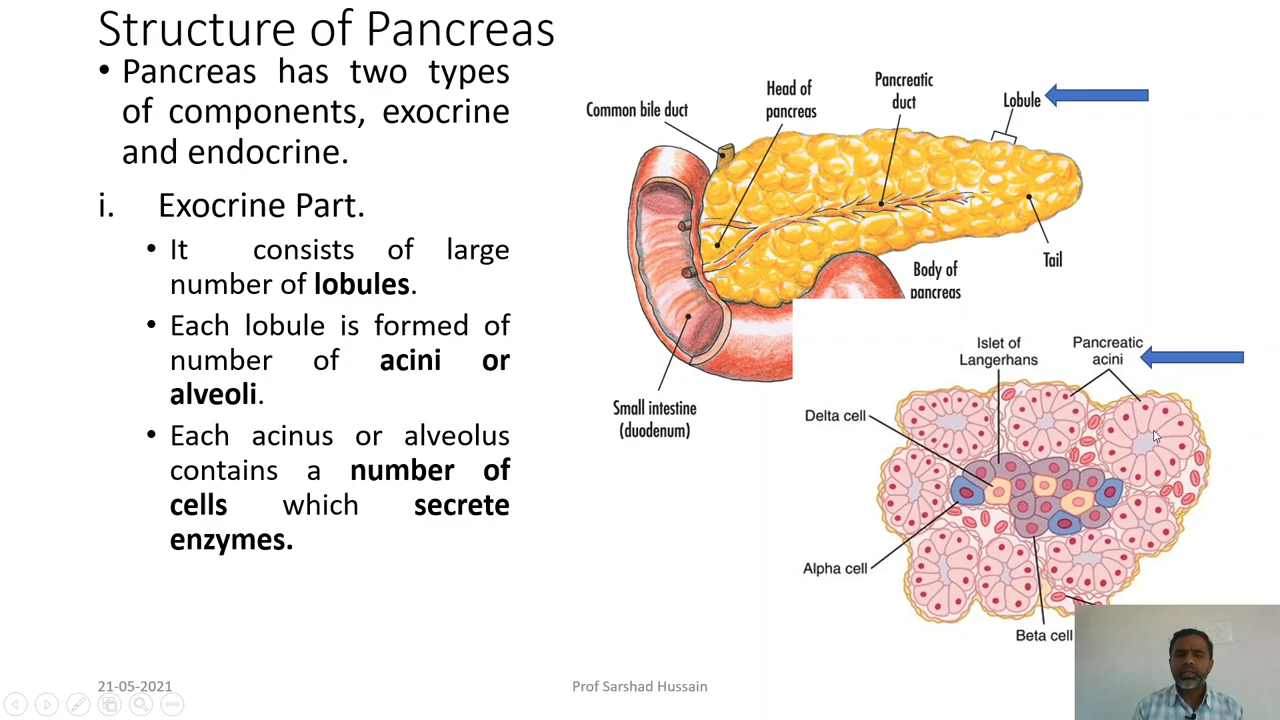 Structure of Pancreas
• Pancreas has two types
of components, exocrine
and endocrine.
i. Exocrine Part.
• It consists of large
number of lobules.
• Each lobule is formed of
number of acini or
alveoli.
• Each acinus or alveolus
contains a number of
cells which secrete
enzymes.
Common bile duct
Head of
pancreas
Pancreatic
duct
Lobule
Tail
Body of
pancreas
Small intestine
(duodenum)
Islet of
Langerhans
Pancreatic
acini
Delta cell
Alpha cell
Beta cell
21-05-2021
Prof Sarshad Hussain